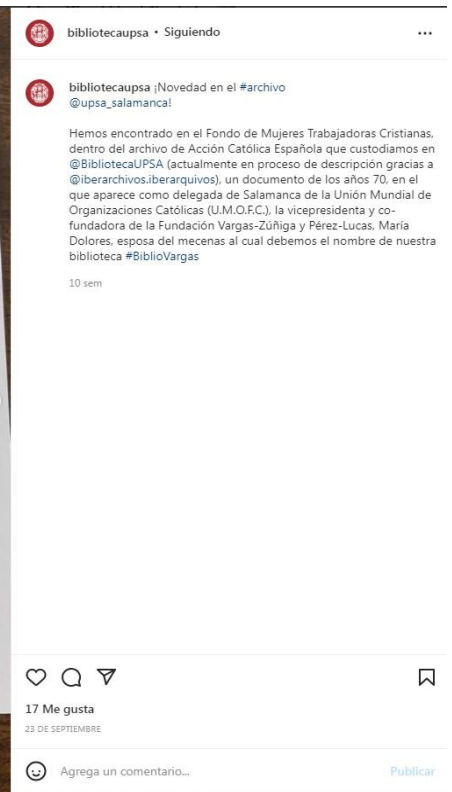 bibliotecaupsa • Siguiendo
bibliotecaupsa ¡Novedad en el #archivo
@upsa_salamanca!
Hemos encontrado en el Fondo de Mujeres Trabajadoras Cristianas,
dentro del archivo de Acción Católica Española que custodiamos en
@BibliotecaUPSA (actualmente en proceso de descripción gracias a
@iberarchivos.iberarquivos), un documento de los años 70, en el
que aparece como delegada de Salamanca de la Unión Mundial de
Organizaciones Católicas (U.M.O.F.C.), la vicepresidenta y co-
fundadora de la Fundación Vargas-Zúñiga y Pérez-Lucas, María
Dolores, esposa del mecenas al cual debemos el nombre de nuestra
biblioteca #BiblioVargas
10 sem
17 Me gusta
23 DE SEPTIEMBRE
Agrega un comentario...
Publicar